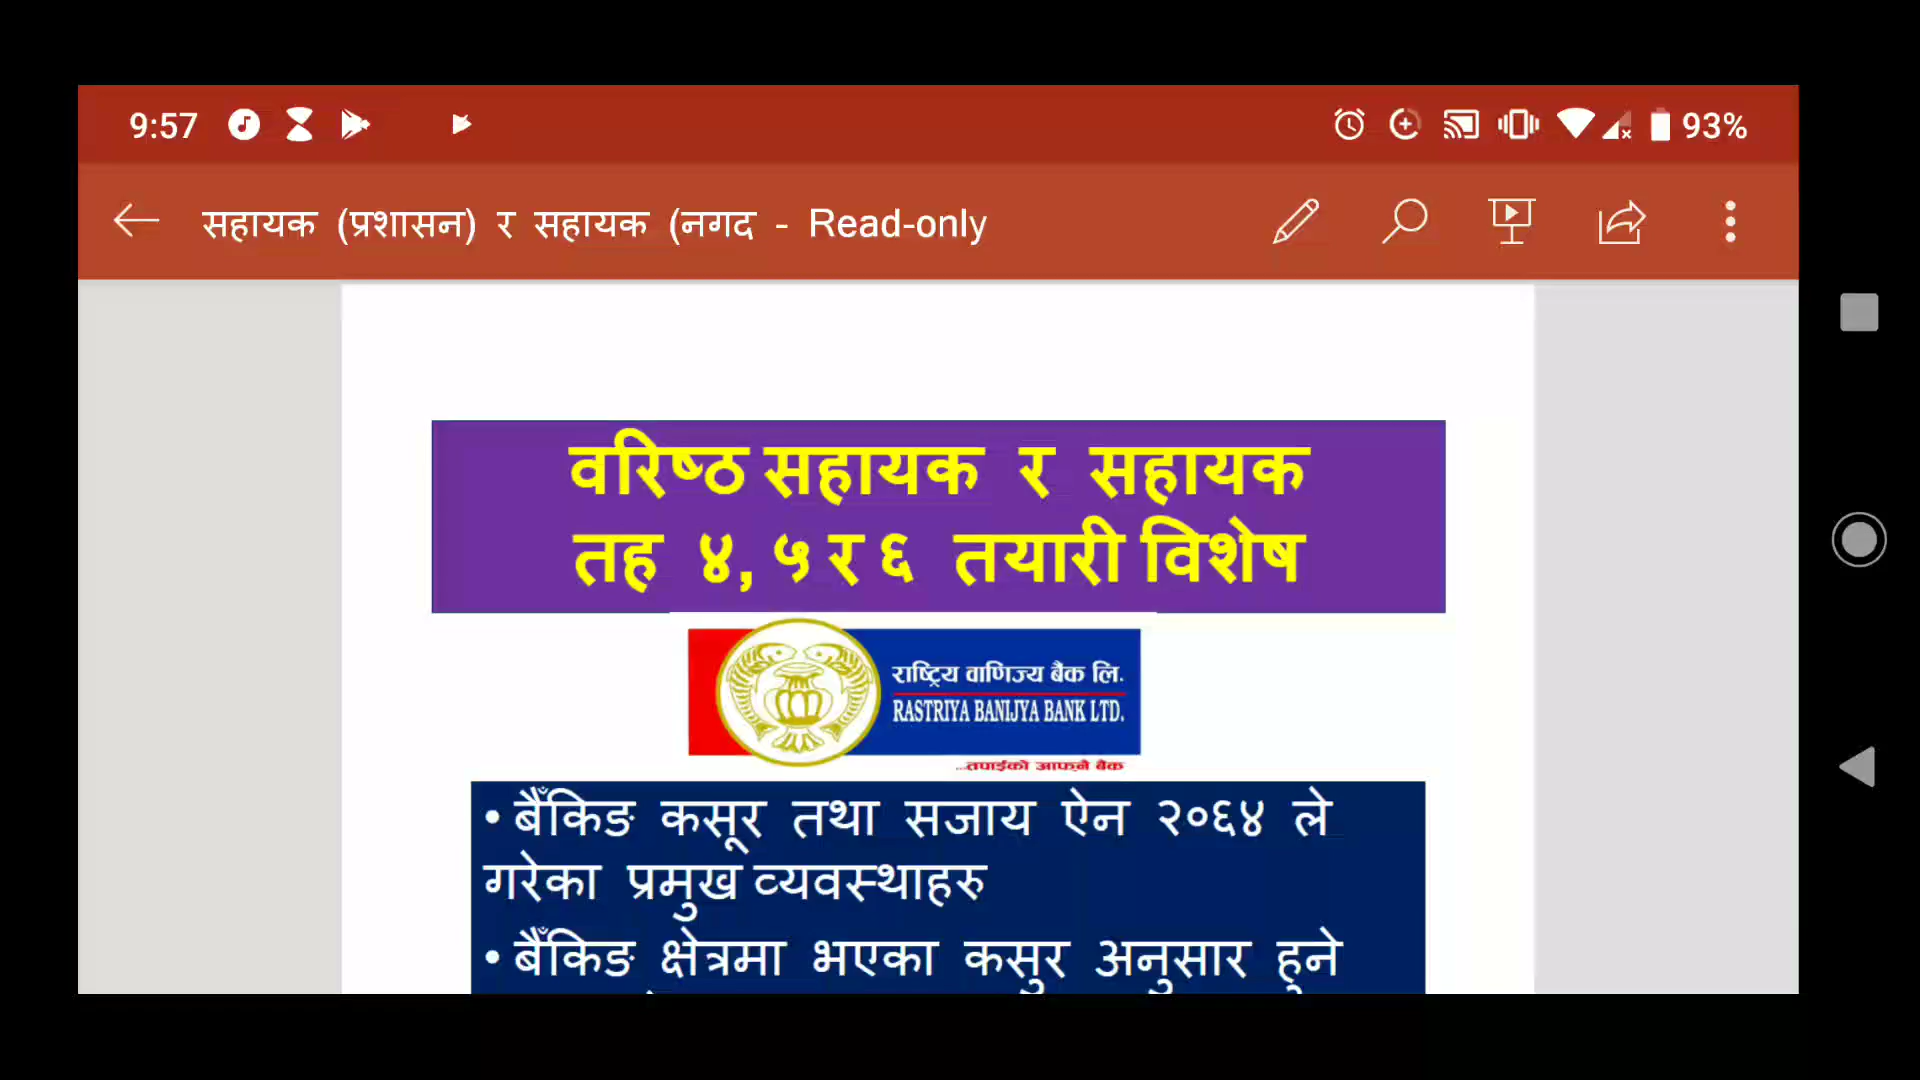 9:57
93%
सहायक (प्रशासन) र सहायक (नगद - Read-only
वरिष्ठ सहायक र सहायक
तह ४, ५ र ६ तयारी विशेष
राष्ट्रिय वाणिज्य बैंक लि.
RASTRIYA BANIJYA BANK LTD.
...तपाईंको आफ्नै बैंक
• बैँकिङ कसूर तथा सजाय ऐन २०६४ ले
गरेका प्रमुख व्यवस्थाहरु
• बैँकिङ क्षेत्रमा भएका कसुर अनुसार हुने